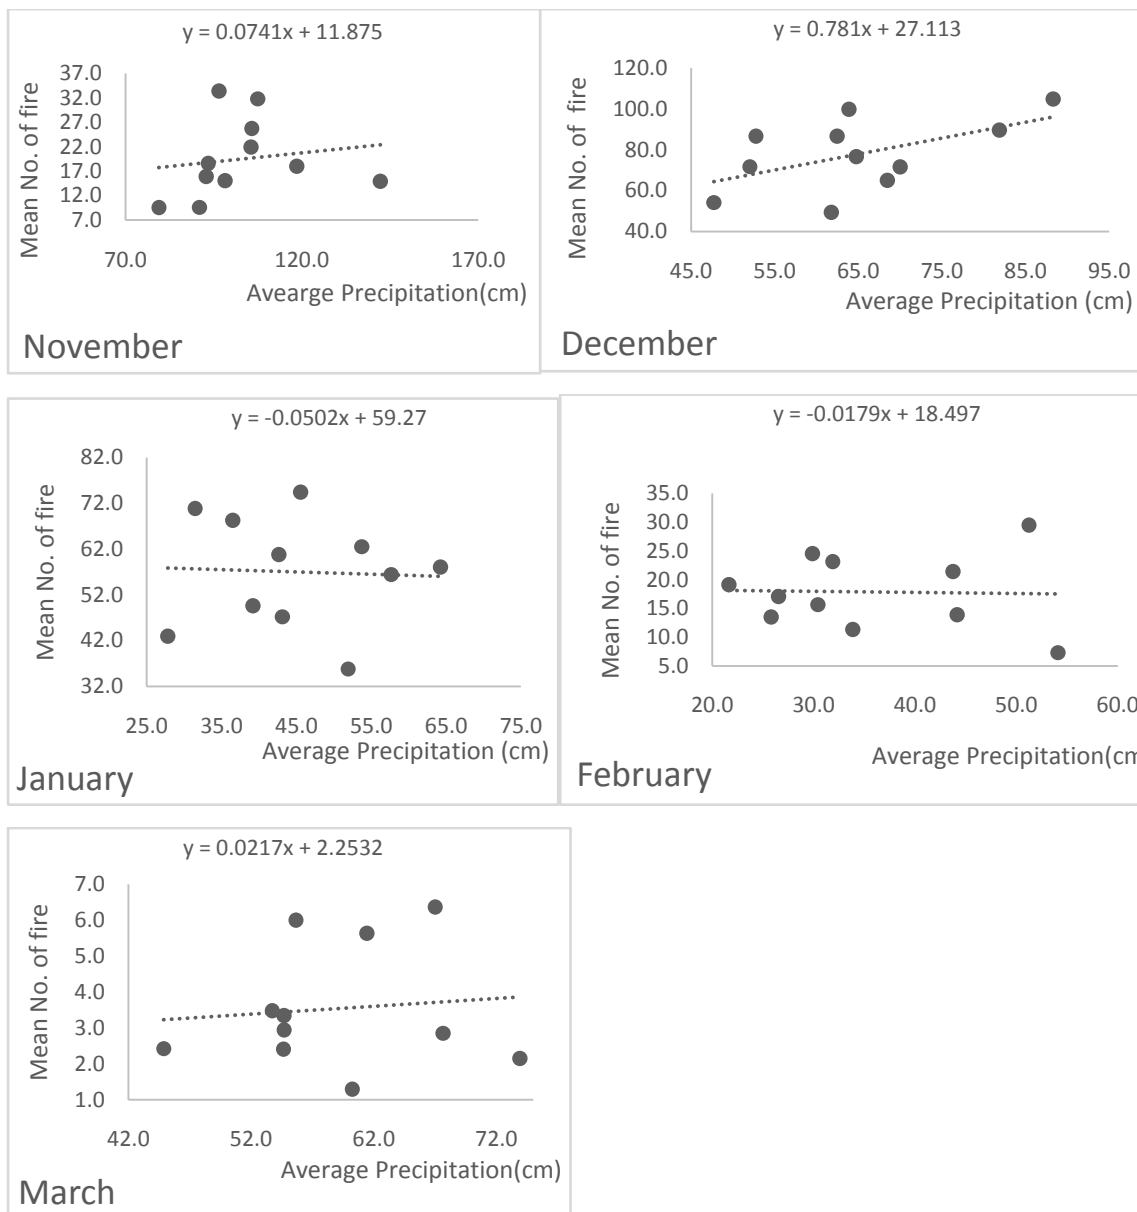 y = 0.0741x + 11.875
Mean No. of fire
37.0
32.0
27.0
22.0
17.0
12.0
7.0
70.0 120.0 170.0
Avearge Precipitation(cm)
November
y = 0.781x + 27.113
Mean No. of fire
120.0
100.0
80.0
60.0
40.0
45.0 55.0 65.0 75.0 85.0 95.0
Average Precipitation (cm)
December
y = -0.0502x + 59.27
Mean No. of fire
82.0
72.0
62.0
52.0
42.0
32.0
25.0 35.0 45.0 55.0 65.0 75.0
Average Precipitation (cm)
January
y = -0.0179x + 18.497
Mean No. of fire
35.0
30.0
25.0
20.0
15.0
10.0
5.0
20.0 30.0 40.0 50.0 60.0
Average Precipitation(cm
February
y = 0.0217x + 2.2532
Mean No. of fire
7.0
6.0
5.0
4.0
3.0
2.0
1.0
42.0 52.0 62.0 72.0
Average Precipitation(cm)
March